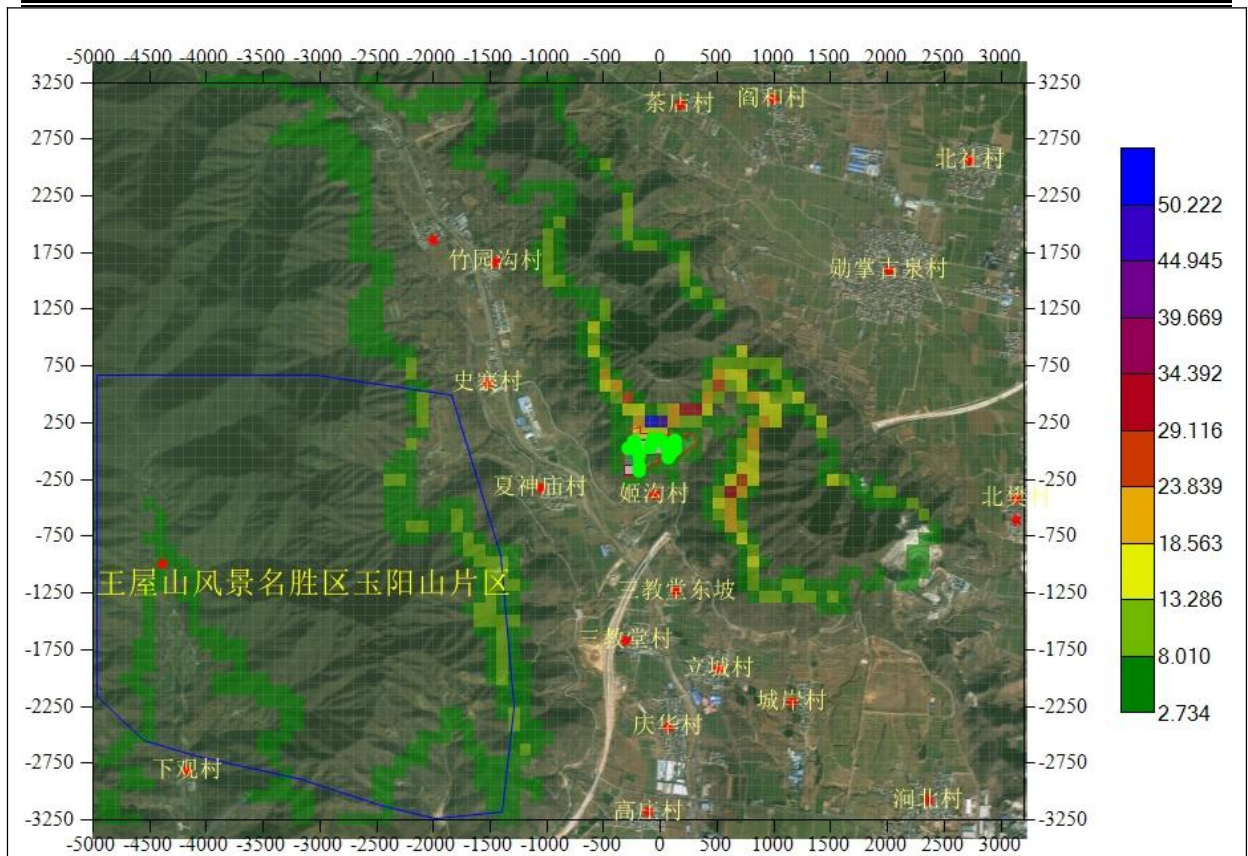 -5000 -4500 -4000 -3500 -3000 -2500 -2000 -1500 -1000 -500 0 500 1000 1500 2000 2500 3000
3250 3250
茶店村 阎和村
2750 2750
北社村
50.222
2250 2250
44.945
1750 竹园沟村 勋掌古泉村 1750
39.669
1250 1250
34.392
750 史寨村 750
29.116
250 250
23.839
-250 夏神庙村 姬沟村 北樊村 -250
18.563
-750 -750
13.286
王屋山风景名胜区玉阳山片区
-1250 三教堂东坡 -1250
8.010
三教堂村
-1750 立城村 -1750
2.734
-2250 庆华村 城岸村 -2250
-2750 下观村 -2750
高庄村 涧北村
-3250 -3250
-5000 -4500 -4000 -3500 -3000 -2500 -2000 -1500 -1000 -500 0 500 1000 1500 2000 2500 3000